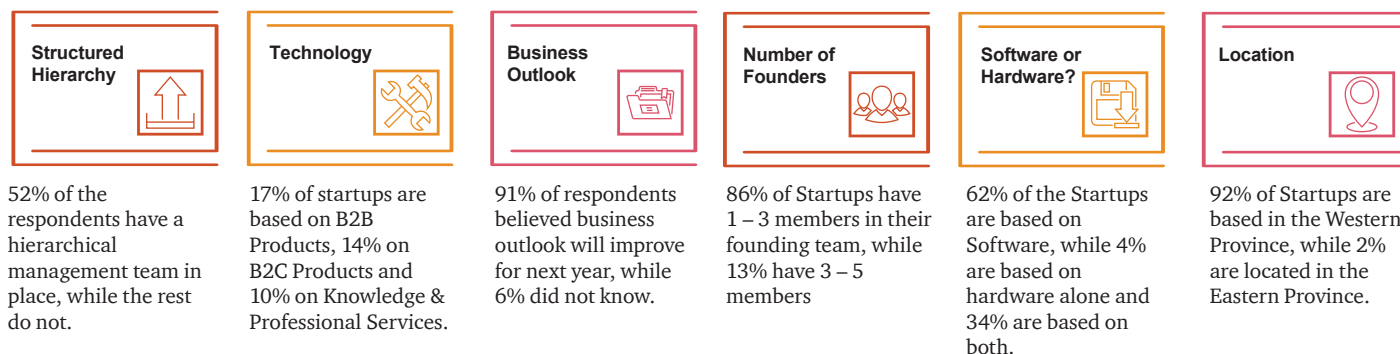 Structured
Hierarchy
52% of the
respondents have a
hierarchical
management team in
place, while the rest
do not.
Technology
17% of startups are
based on B2B
Products, 14% on
B2C Products and
10% on Knowledge &
Professional Services.
Business
Outlook
91% of respondents
believed business
outlook will improve
for next year, while
6% did not know.
Number of
Founders
86% of Startups have
1 – 3 members in their
founding team, while
13% have 3 – 5
members
Software or
Hardware?
62% of the Startups
are based on
Software, while 4%
are based on
hardware alone and
34% are based on
both.
Location
92% of Startups are
based in the Western
Province, while 2%
are located in the
Eastern Province.